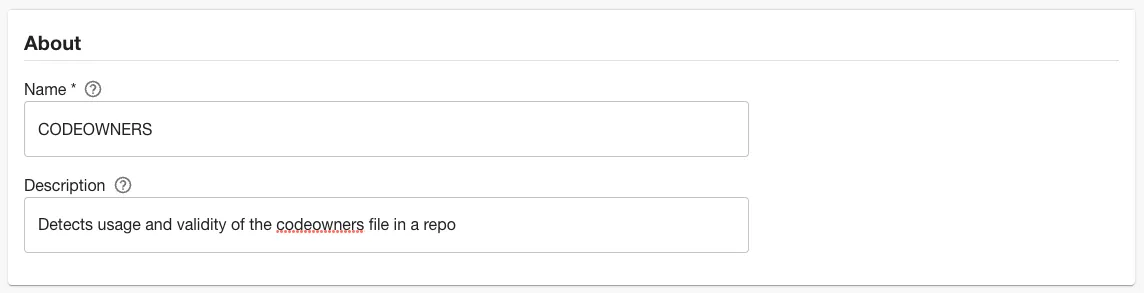 About
Name *
CODEOWNERS
Description
Detects usage and validity of the codeowners file in a repo